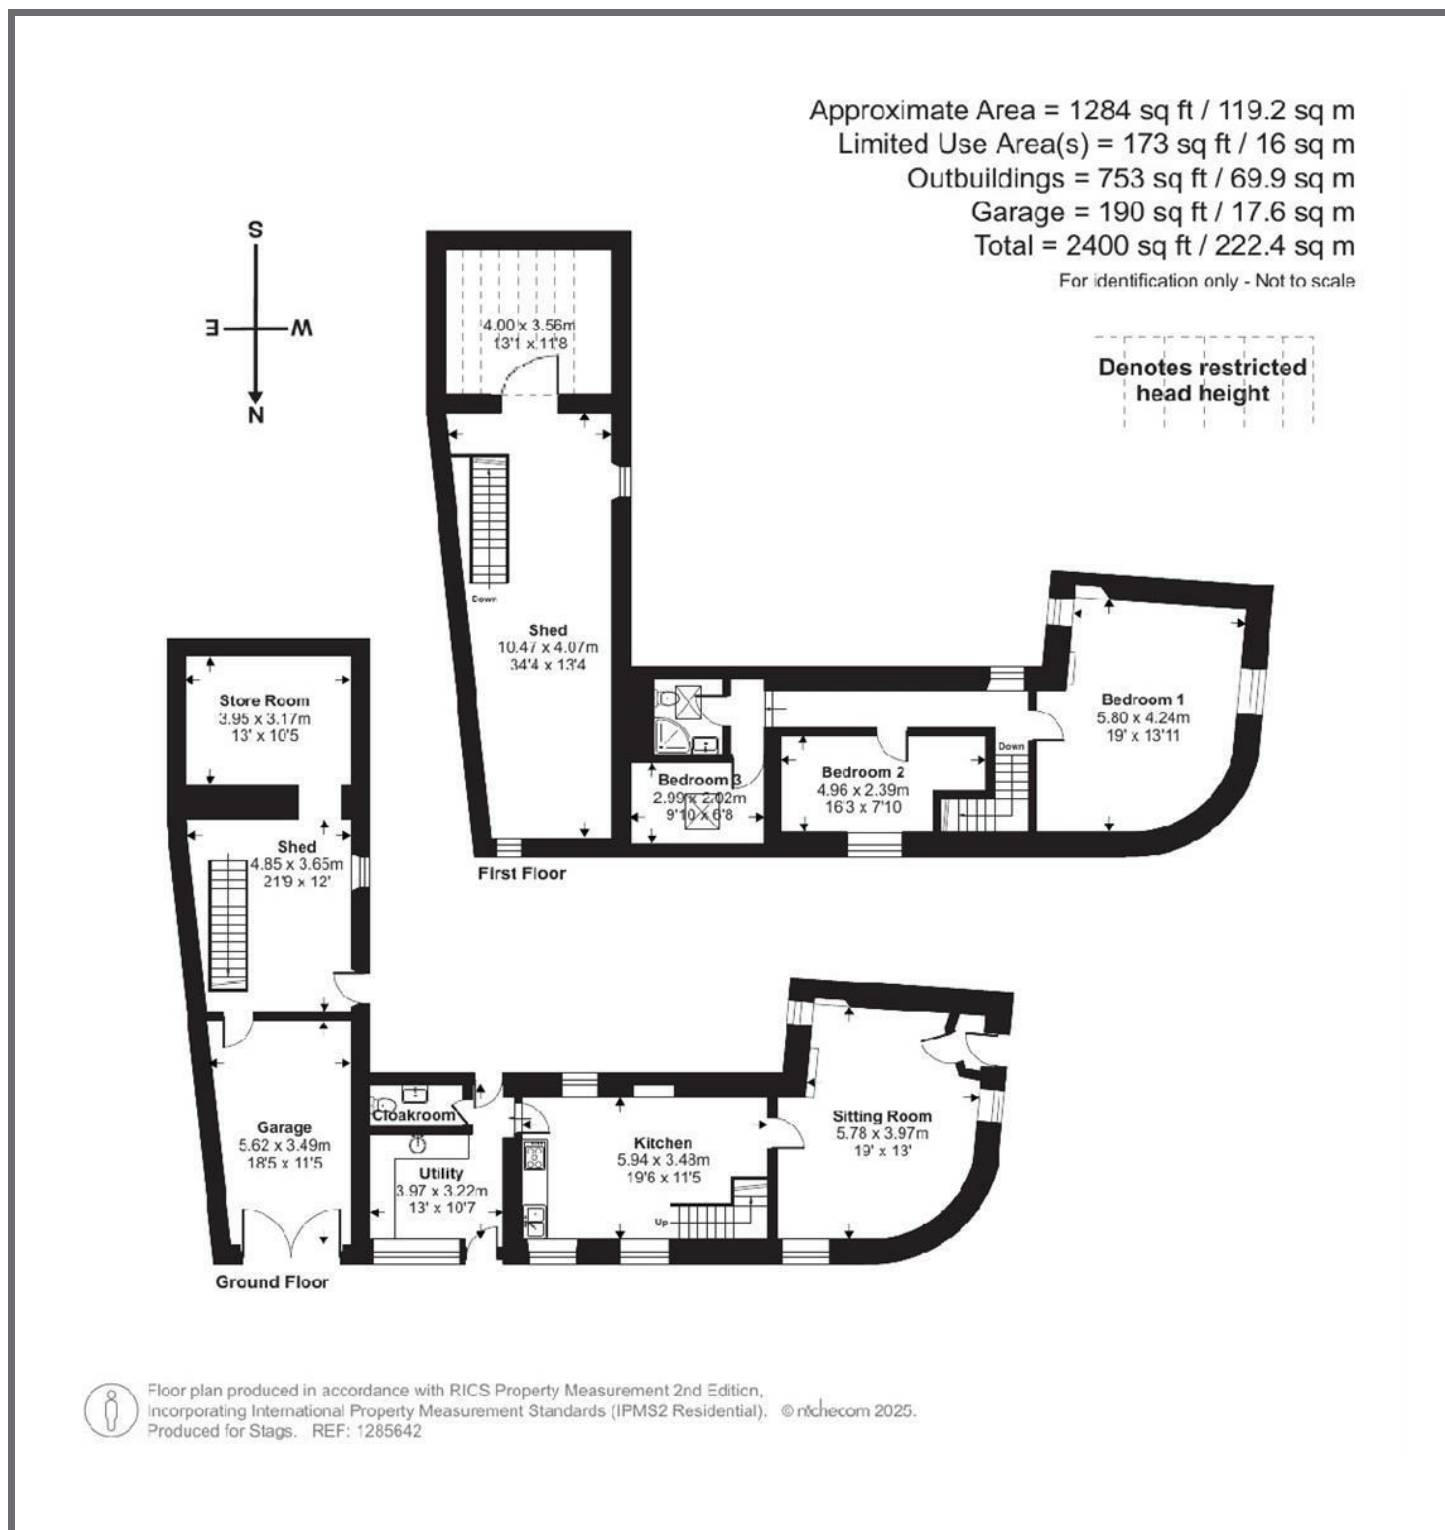 Approximate Area = 1284 sq ft / 119.2 sq m
Limited Use Area(s) = 173 sq ft / 16 sq m
Outbuildings = 753 sq ft / 69.9 sq m
Garage = 190 sq ft / 17.6 sq m
Total = 2400 sq ft / 222.4 sq m
For identification only - Not to scale
S
E
W
N
Denotes restricted
head height
4.00 x 3.56m
13'1 x 11'8
Down
Shed
10.47 x 4.07m
34'4 x 13'4
Bedroom 1
5.80 x 4.24m
19' x 13'11
Down
Bedroom 2
4.96 x 2.39m
16'3 x 7'10
Bedroom 3
2.99 x 2.02m
9'10 x 6'8
First Floor
Store Room
3.95 x 3.17m
13' x 10'5
Shed
4.85 x 3.65m
21'9 x 12'
Garage
5.62 x 3.49m
18'5 x 11'5
Cloakroom
Utility
3.97 x 3.22m
13' x 10'7
Kitchen
5.94 x 3.48m
19'6 x 11'5
Up
Sitting Room
5.78 x 3.97m
19' x 13'
Ground Floor
Floor plan produced in accordance with RICS Property Measurement 2nd Edition,
Incorporating International Property Measurement Standards (IPMS2 Residential). © nichecom 2025.
Produced for Stags. REF: 1285642